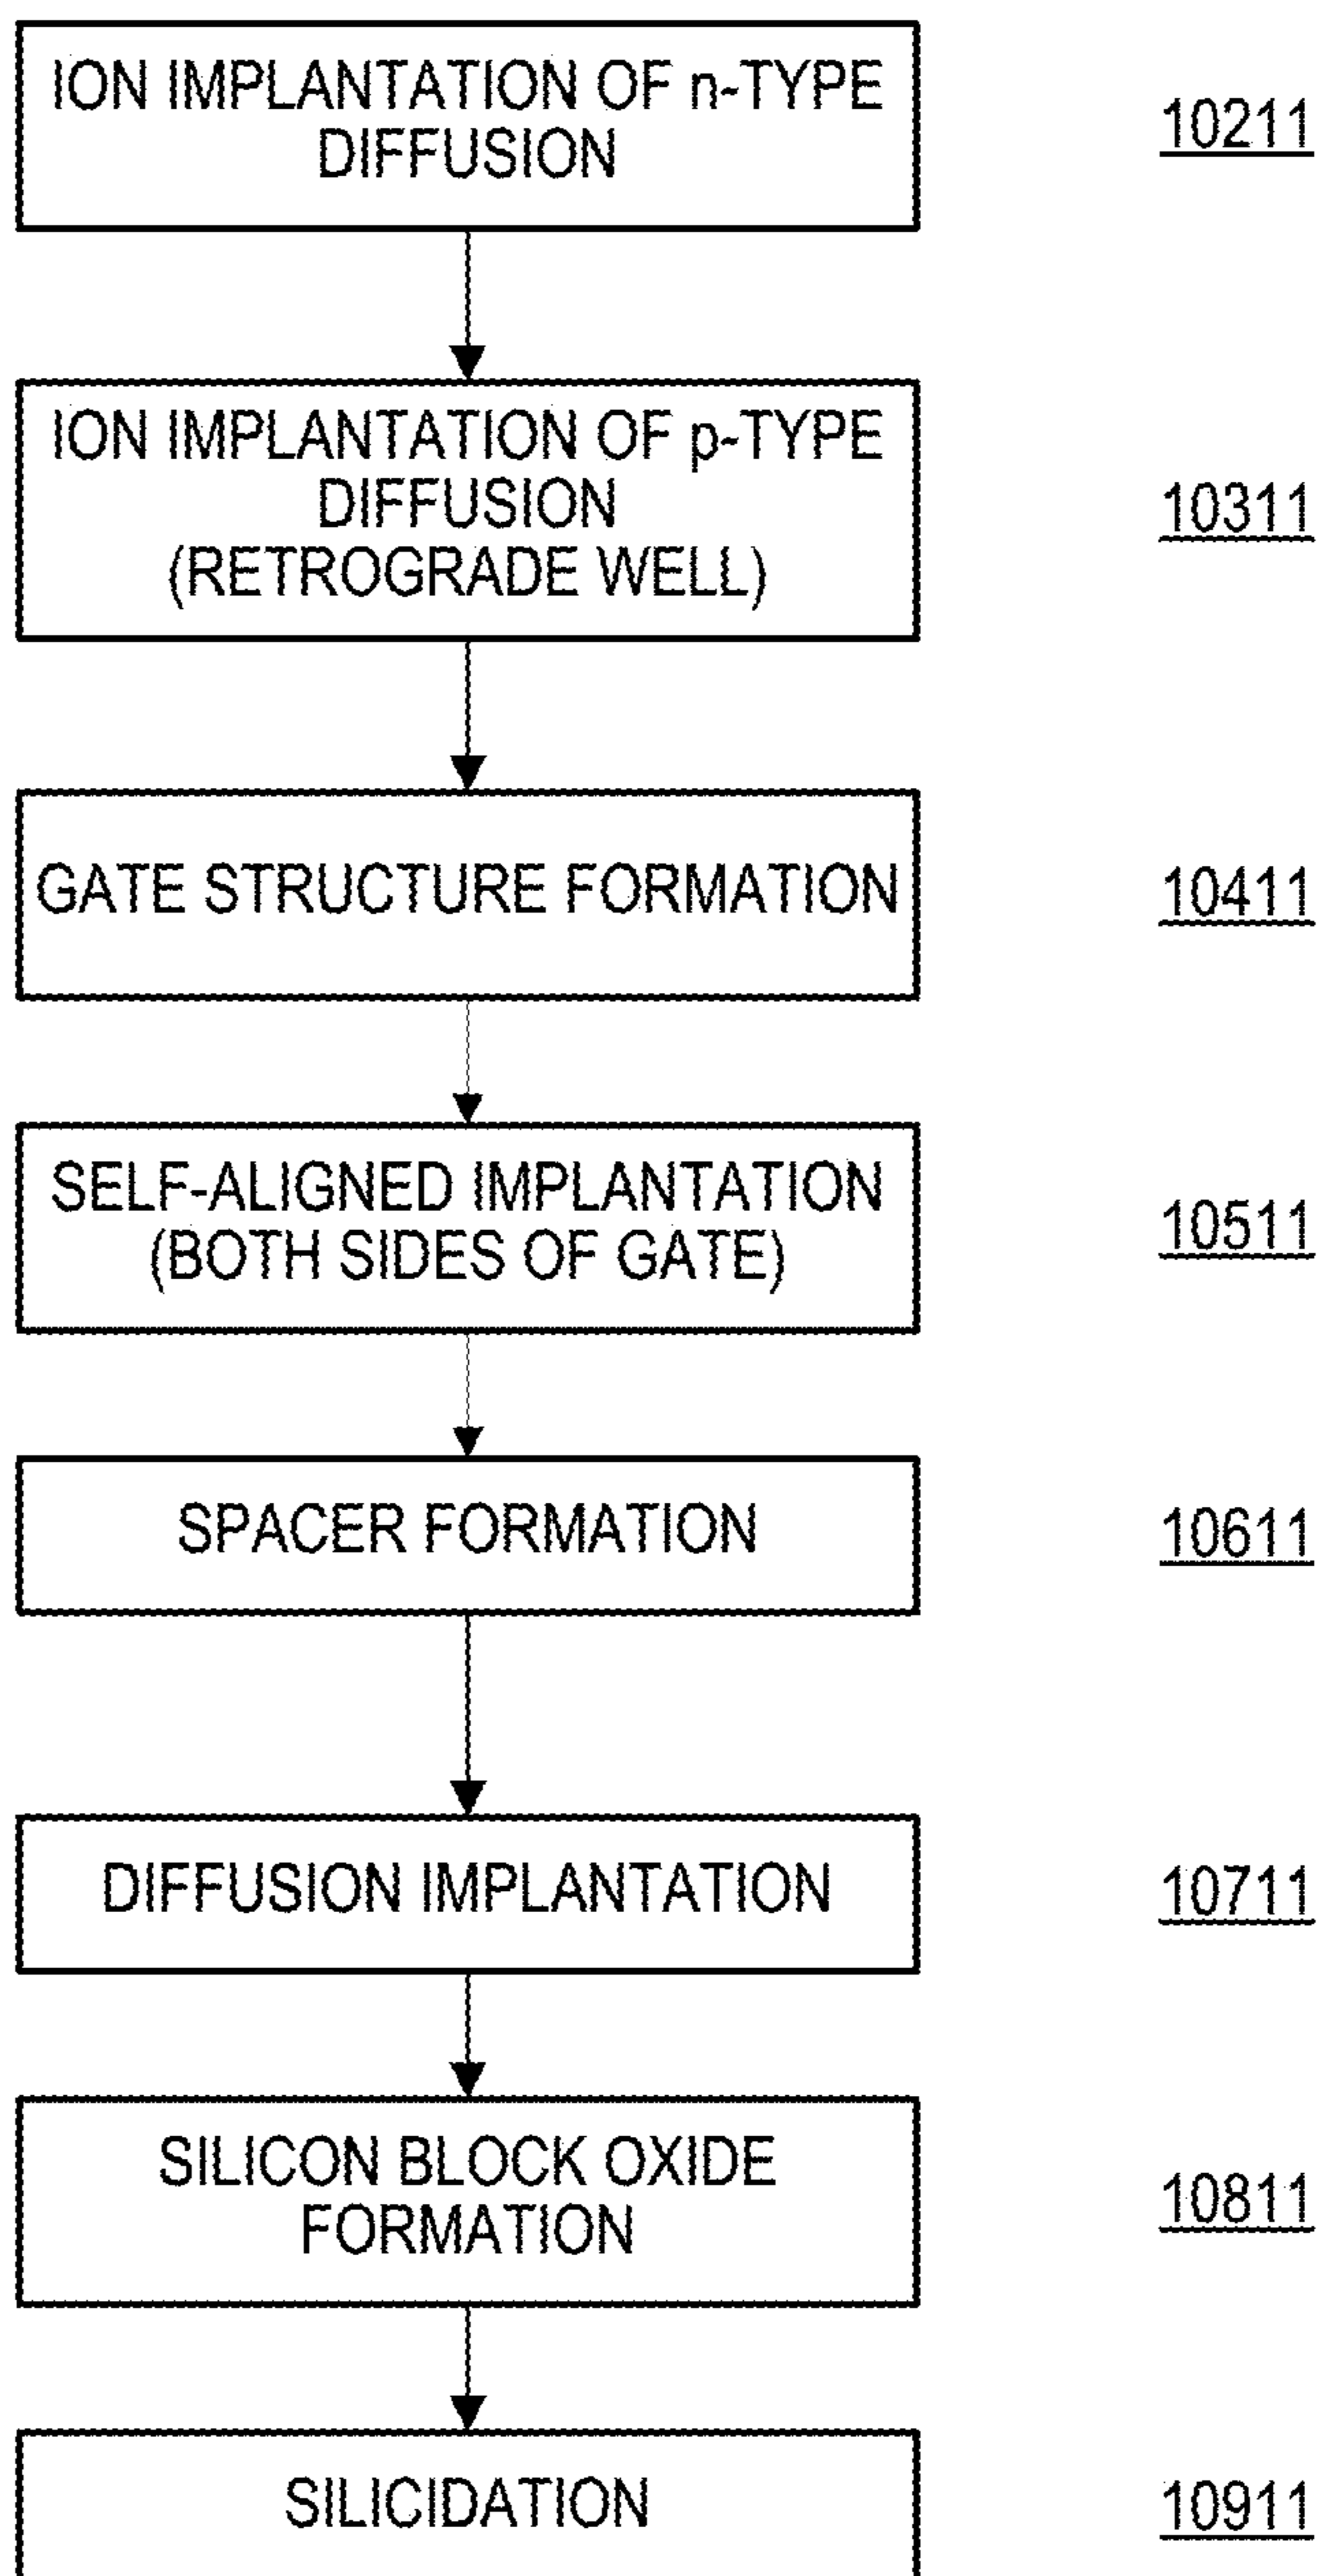 ION IMPLANTATION OF n-TYPE
DIFFUSION
10211
ION IMPLANTATION OF p-TYPE
DIFFUSION
(RETROGRADE WELL)
10311
GATE STRUCTURE FORMATION
10411
SELF-ALIGNED IMPLANTATION
(BOTH SIDES OF GATE)
10511
SPACER FORMATION
10611
DIFFUSION IMPLANTATION
10711
SILICON BLOCK OXIDE
FORMATION
10811
SILICIDATION
10911